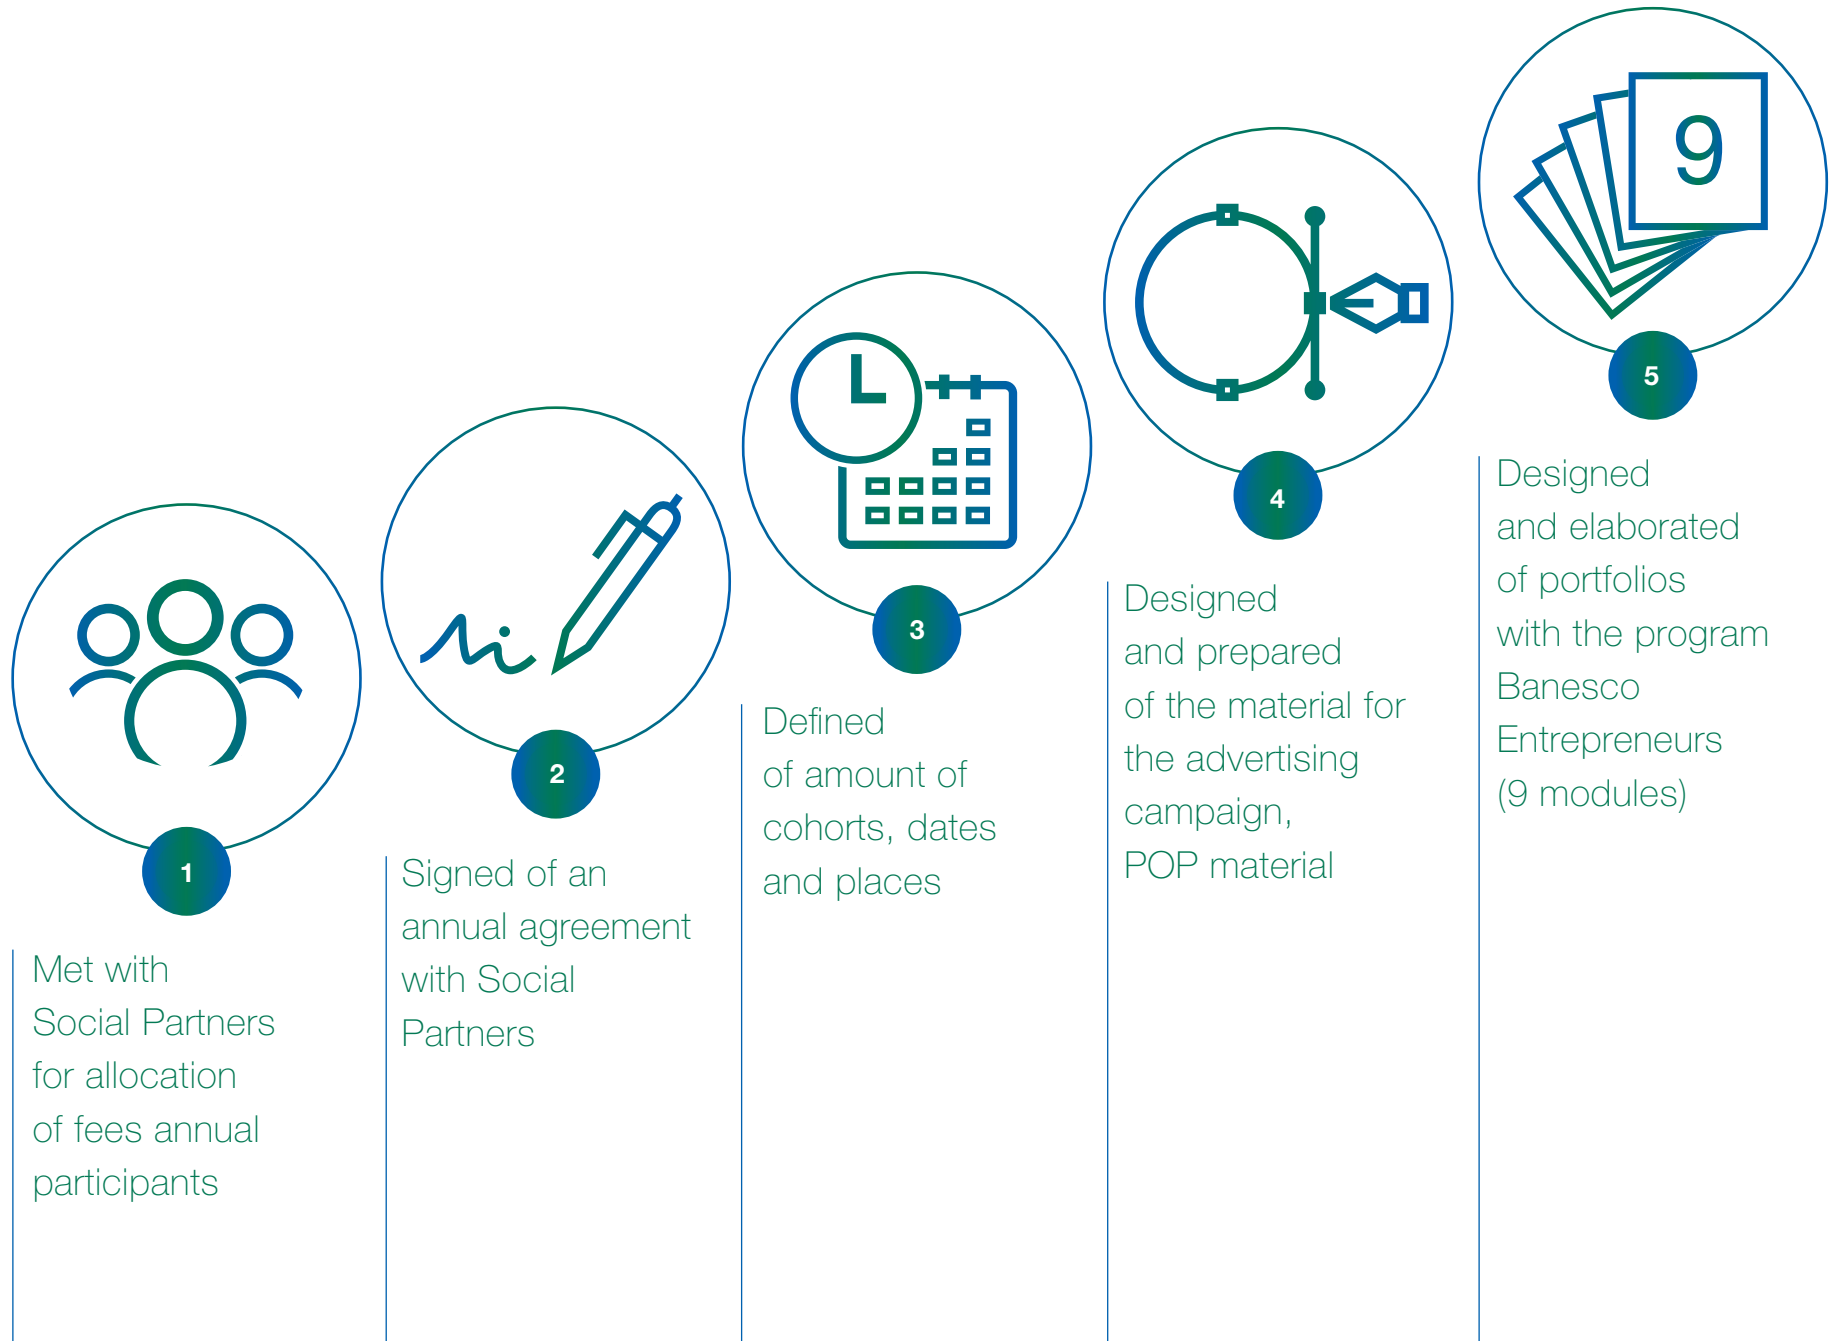 1
Met with
Social Partners
for allocation
of fees annual
participants
2
Signed of an
annual agreement
with Social
Partners
3
Defined
of amount of
cohorts, dates
and places
4
Designed
and prepared
of the material for
the advertising
campaign,
POP material
9
5
Designed
and elaborated
of portfolios
with the program
Banesco
Entrepreneurs
(9 modules)